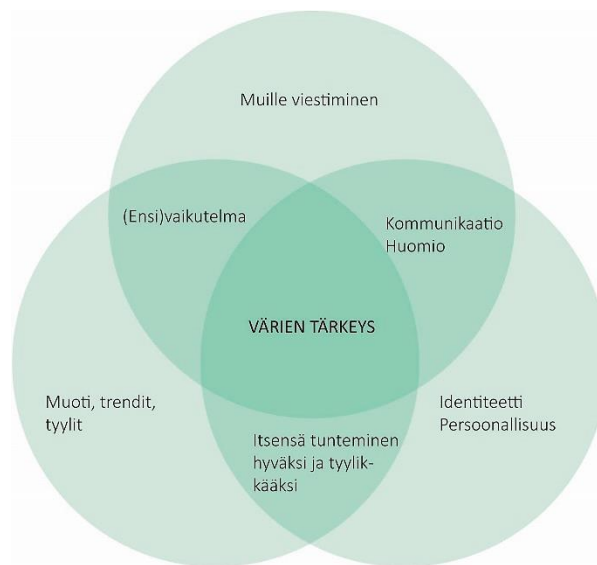 Muille viestiminen
(Ensi)vaikutelma
Kommunikaatio
Huomio
VÄRIEN TÄRKEYS
Muoti, trendit,
tyylit
Identiteetti
Persoonallisuus
Itsensä tunteminen
hyväksi ja tyylik-
kääksi